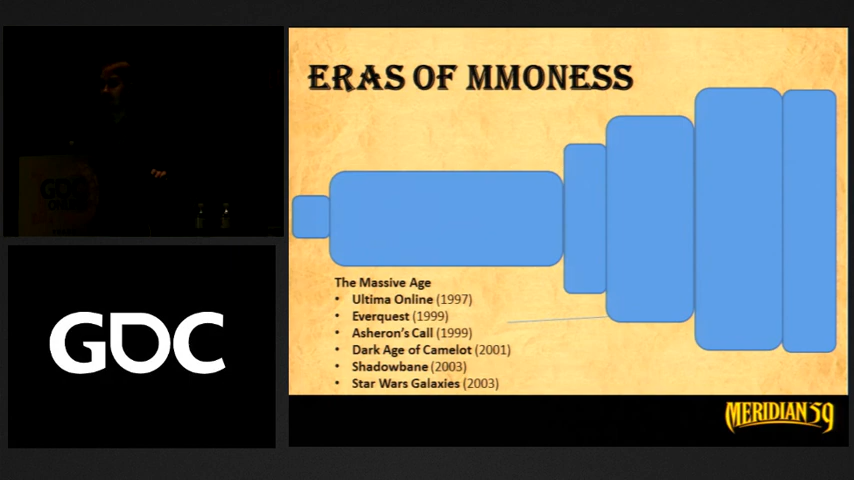 ERAS OF MMONESS
The Massive Age
• Ultima Online (1997)
• Everquest (1999)
• Asheron's Call (1999)
• Dark Age of Camelot (2001)
• Shadowbane (2003)
• Star Wars Galaxies (2003)
MERIDIAN 59
GDC
GDC